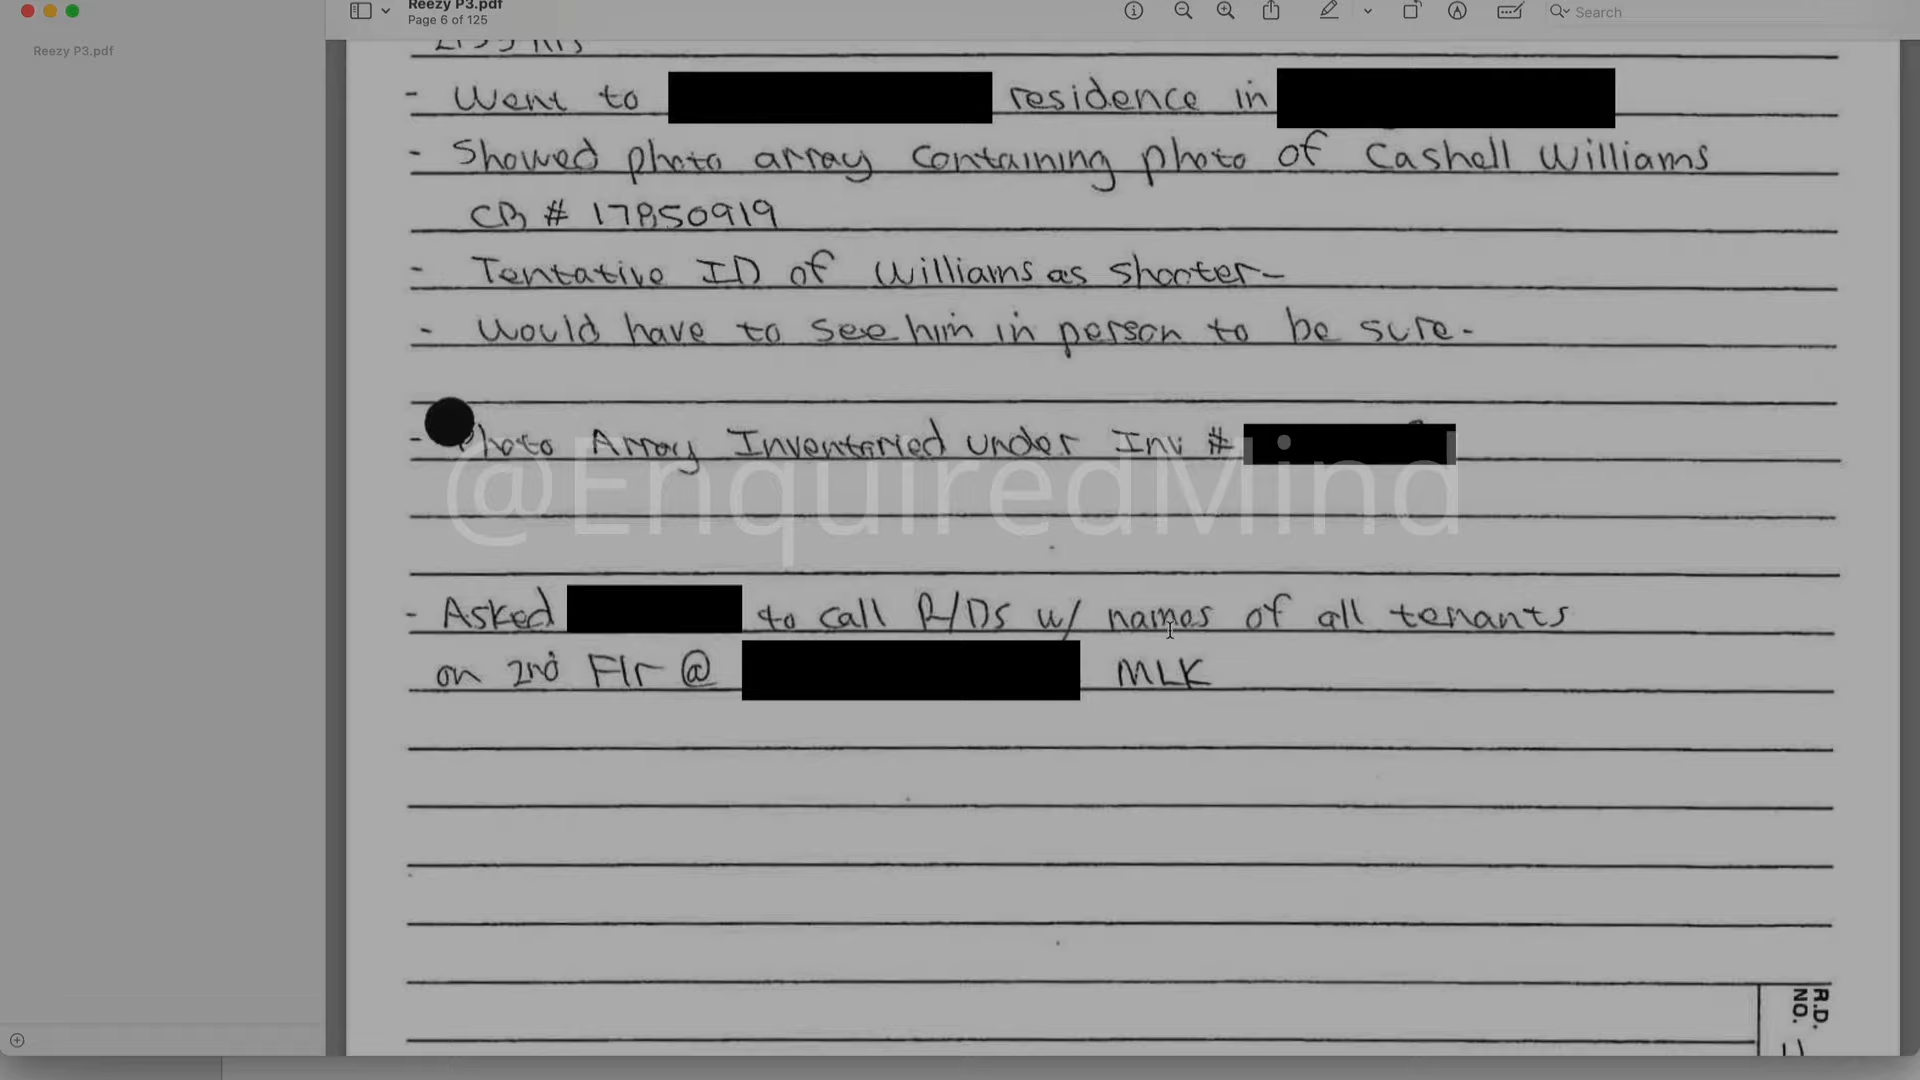 Reezy P3.pdf
Page 6 of 125
Search
Reezy P3.pdf
- Went to residence in
- Showed photo array containing photo of Cashell Williams
CB # 17850919
- Tentative ID of Williams as shooter-
- Would have to see him in person to be sure-
- Photo Array Inventoried under Inv #
@EnquiredMind
- Asked to call R/Ds w/ names of all tenants
on 2nd Flr @ MLK
R.D.
NO.